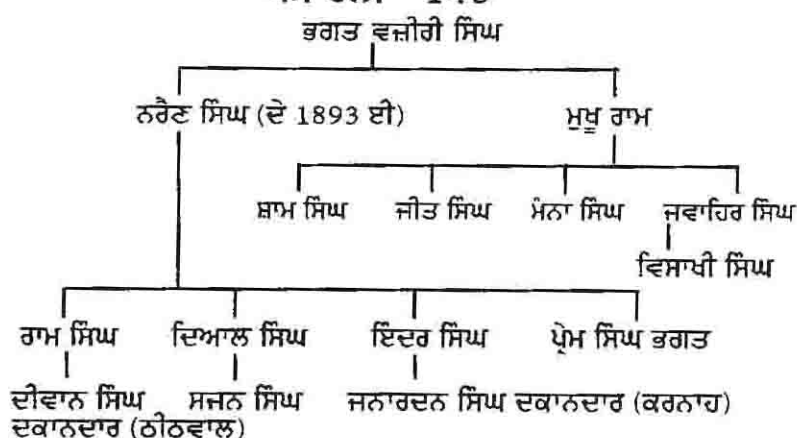 ਭਗਤ ਵਜ਼ੀਰੀ ਸਿੰਘ
ਨਰੈਣ ਸਿੰਘ (ਦੇ 1893 ਈ)
ਮੁਖੂ ਰਾਮ
ਸ਼ਾਮ ਸਿੰਘ ਜੀਤ ਸਿੰਘ ਮੰਨਾ ਸਿੰਘ ਜਵਾਹਿਰ ਸਿੰਘ
ਵਿਸਾਖੀ ਸਿੰਘ
ਰਾਮ ਸਿੰਘ ਦਿਆਲ ਸਿੰਘ ਇੰਦਰ ਸਿੰਘ ਪ੍ਰੇਮ ਸਿੰਘ ਭਗਤ
ਦੀਵਾਨ ਸਿੰਘ ਸਜਨ ਸਿੰਘ ਜਨਾਰਦਨ ਸਿੰਘ ਦਕਾਨਦਾਰ (ਕਰਨਾਹ)
ਦਕਾਨਦਾਰ (ਠੀਠਵਾਲ)